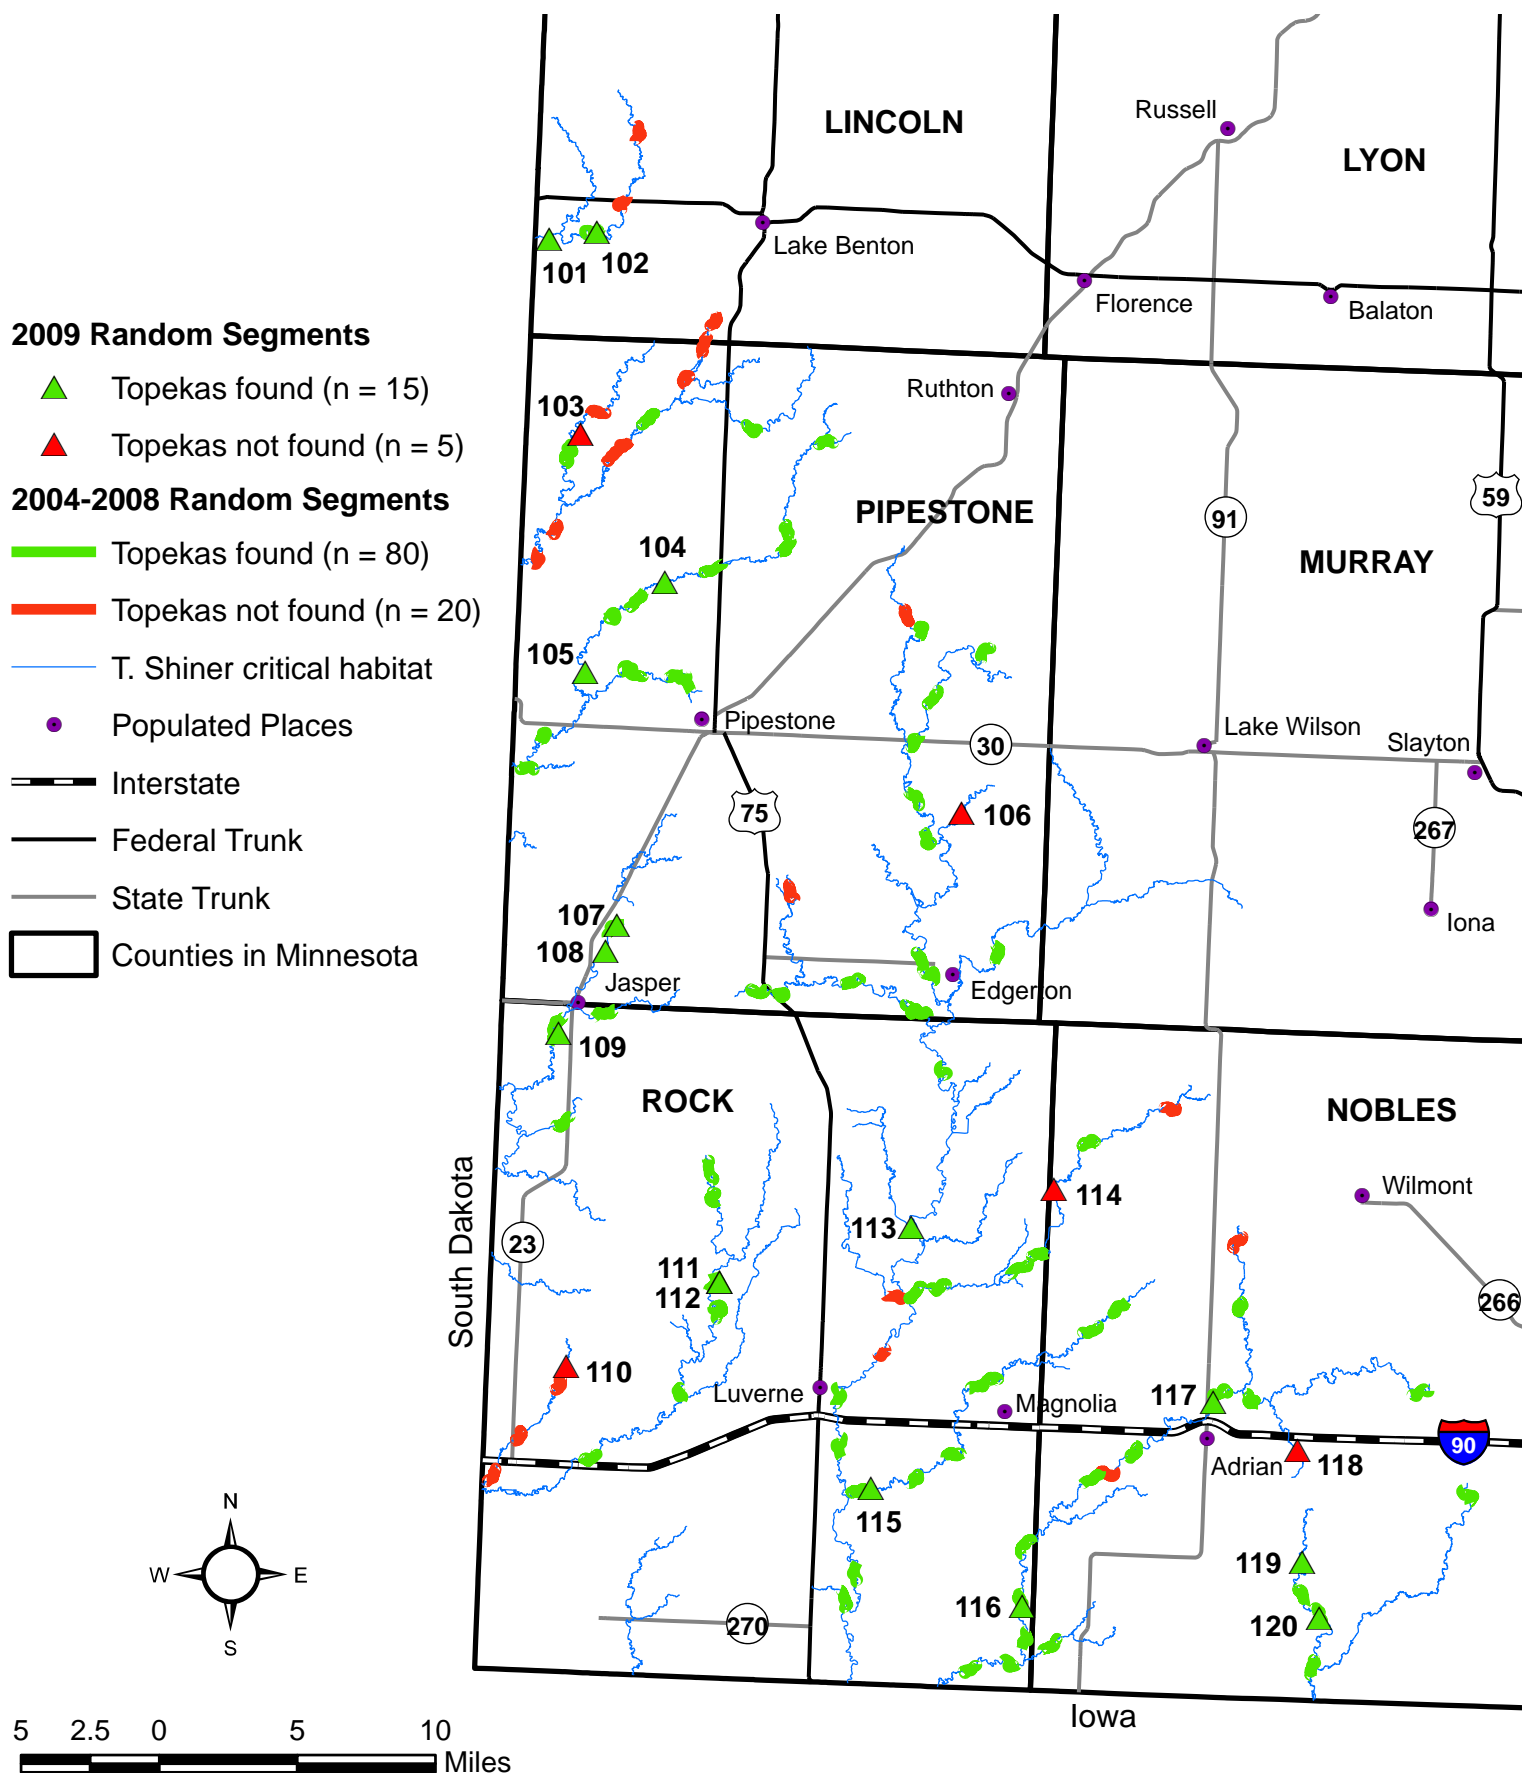 LINCOLN
Russell
LYON
Lake Benton
101
102
Florence
Balaton
2009 Random Segments
Topekas found (n = 15)
Topekas not found (n = 5)
2004-2008 Random Segments
Topekas found (n = 80)
Topekas not found (n = 20)
T. Shiner critical habitat
Populated Places
Interstate
Federal Trunk
State Trunk
Counties in Minnesota
Ruthton
103
59
PIPESTONE
91
104
MURRAY
105
Pipestone
30
Lake Wilson
Slayton
75
106
267
107
108
Iona
Jasper
Edgerton
109
ROCK
NOBLES
South Dakota
114
Wilmont
113
23
111
112
266
110
Luverne
Magnolia
117
90
Adrian
118
115
N
W
E
S
119
116
120
270
Iowa
5 2.5 0 5 10
Miles